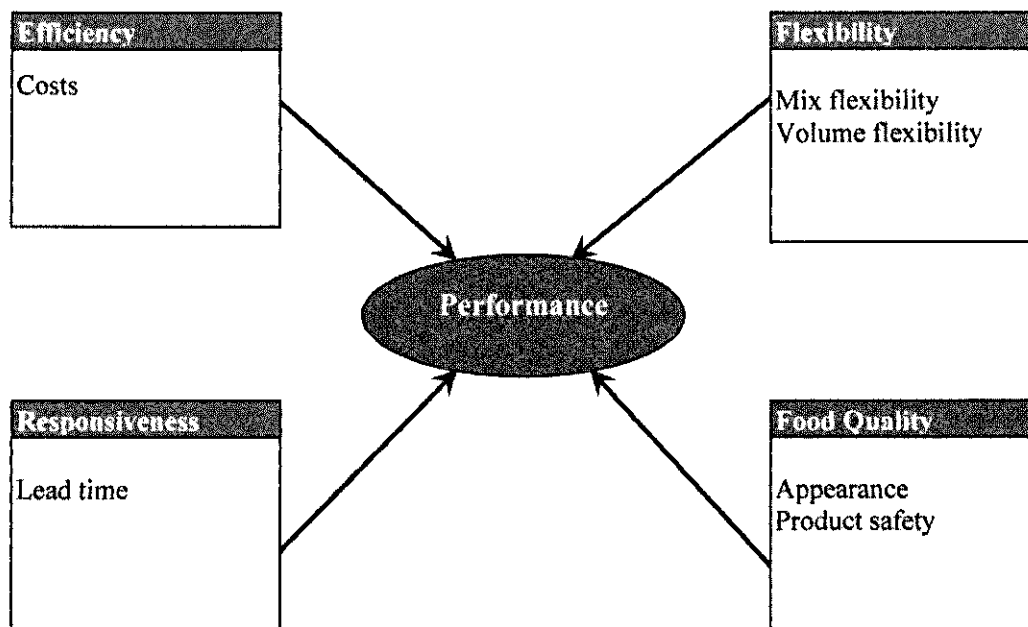 Efficiency
Costs
Flexibility
Mix flexibility
Volume flexibility
Performance
Responsiveness
Lead time
Food Quality
Appearance
Product safety